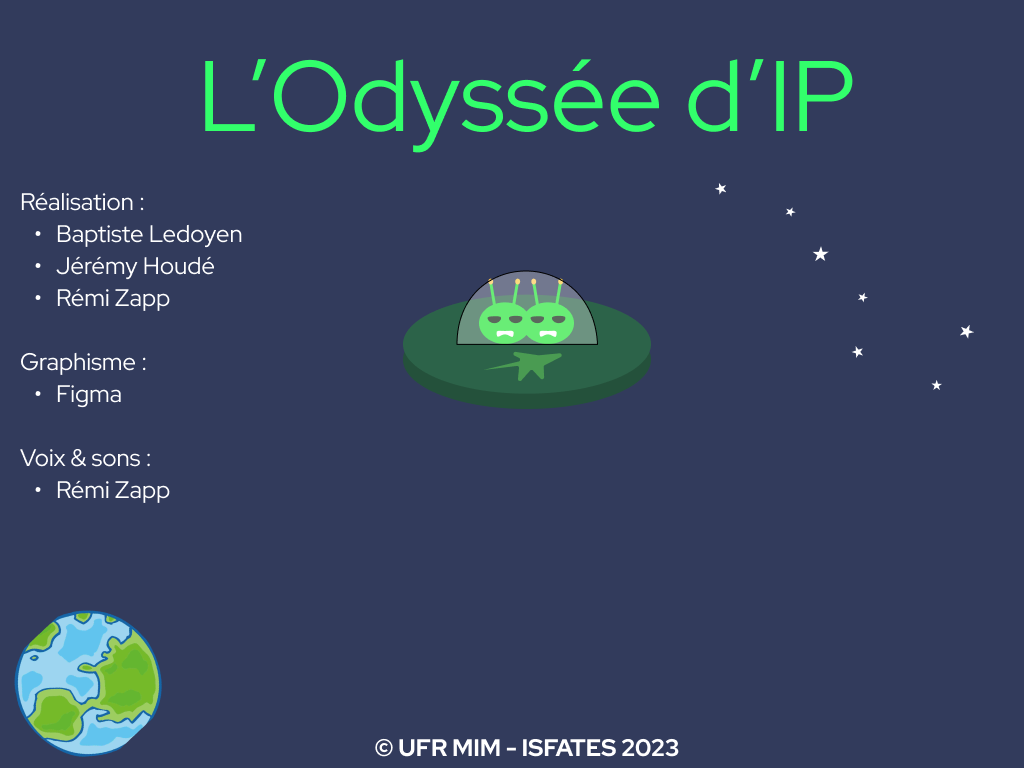 L’Odyssée d’IP
Réalisation :
• Baptiste Ledoyen
• Jérémy Houdé
• Rémi Zapp
Graphisme :
• Figma
Voix & sons :
• Rémi Zapp
© UFR MIM – ISFATES 2023